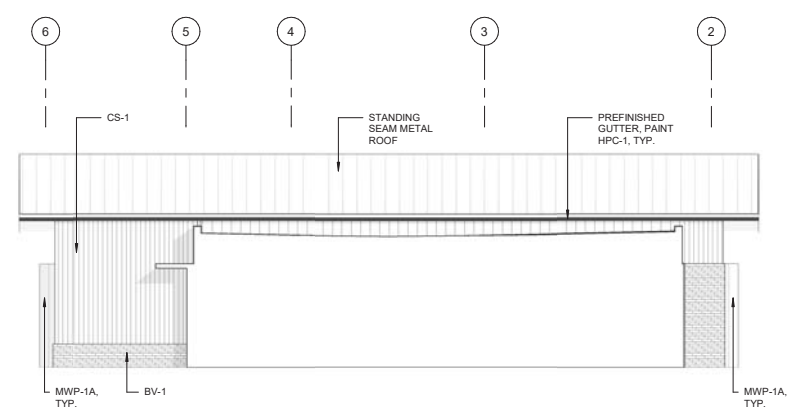 6
5
4
3
2
CS-1
STANDING
SEAM METAL
ROOF
PREFINISHED
GUTTER, PAINT
HPC-1, TYP.
MWP-1A,
TYP.
BV-1
MWP-1A,
TYP.